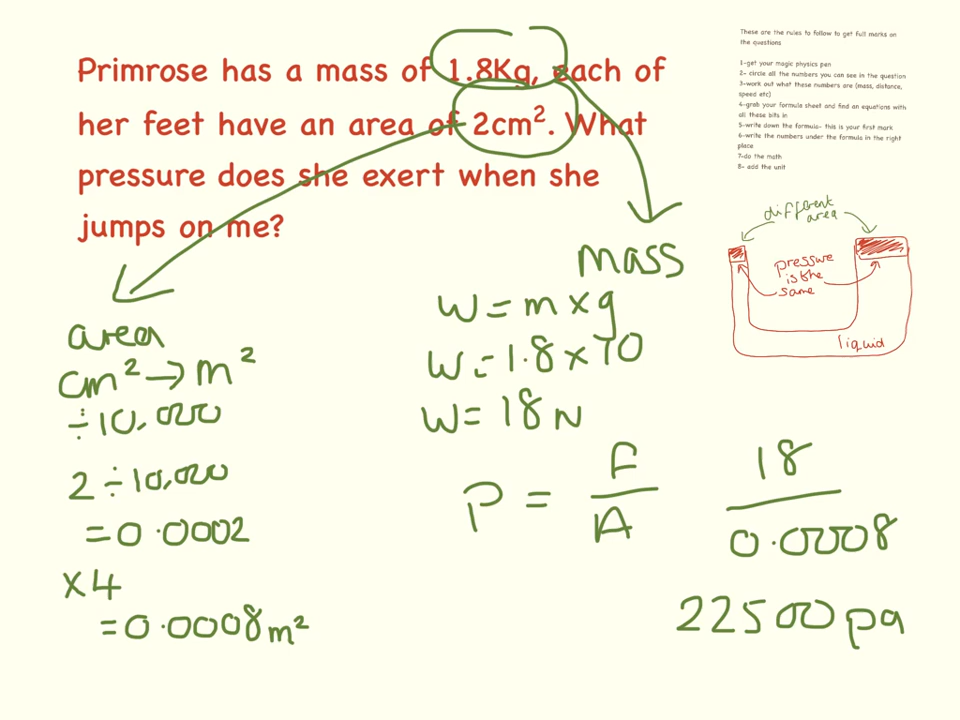 Primrose has a mass of 1.8Kg, each of
her feet have an area of 2cm². What
pressure does she exert when she
jumps on me?
These are the rules to follow to get full marks on
the questions
1-get your magic physics pen
2- circle all the numbers you can see in the question
3-work out what these numbers are (mass, distance,
speed etc)
4-grab your formula sheet and find an equations with
all these bits in
5-write down the formula- this is your first mark
6-write the numbers under the formula in the right
place
7-do the math
8- add the unit
different
area
pressure
is the
same
liquid
mass
W = m x g
W = 1.8 x 10
W = 18 N
area
cm² → m²
÷10,000
2 ÷10,000
= 0.0002
x4
= 0.0008m²
P = F/A
18/0.0008
22500 pa